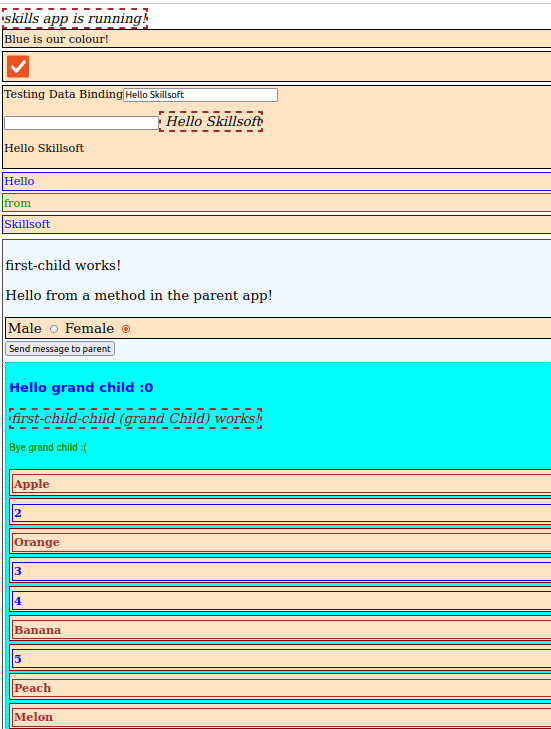 skills app is running!
Blue is our colour!
Testing Data Binding Hello Skillsoft
Hello Skillsoft
Hello Skillsoft
Hello
from
Skillsoft
first-child works!
Hello from a method in the parent app!
Male Female
Send message to parent
Hello grand child :0
first-child-child (grand Child) works!
Bye grand child :(
Apple
2
Orange
3
4
Banana
5
Peach
Melon